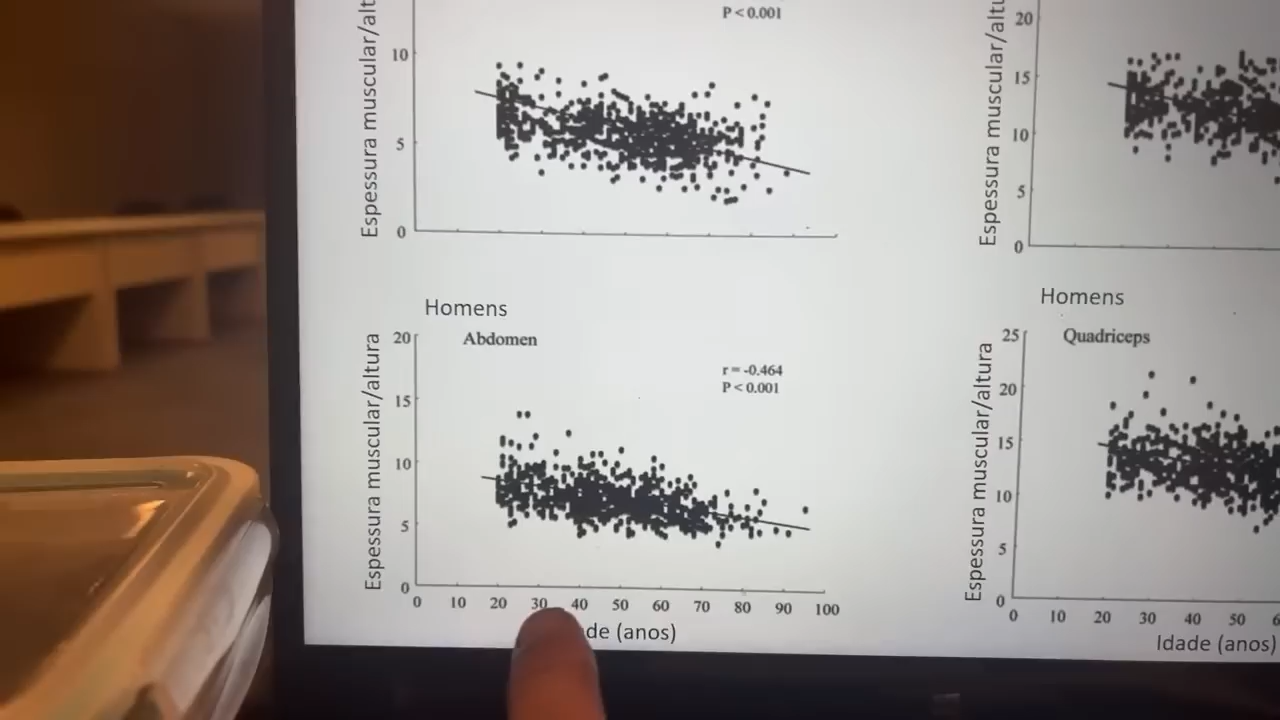 P < 0.001
Espessura muscular/alt
10
5
0
20
Espessura muscular/altu
15
10
5
0
Homens
Abdomen
r = -0.464
P < 0.001
Espessura muscular/altura
20
15
10
5
0
0 10 20 30 40 50 60 70 80 90 100
de (anos)
Homens
Quadriceps
Espessura muscular/altura
25
20
15
10
5
0
0 10 20 30 40 50 6
Idade (anos)